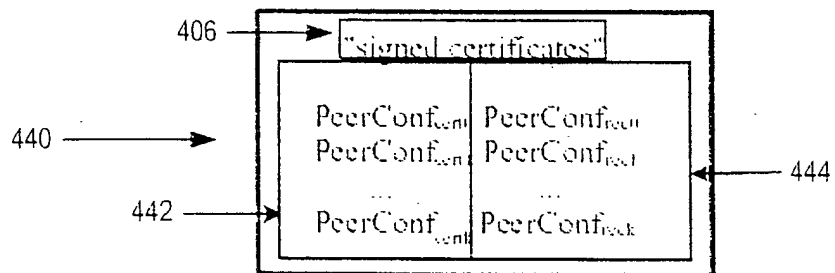 406
"signed certificates"
PeerConf PeerConf
440
PeerConf PeerConf
444
... ...
442
PeerConf PeerConf